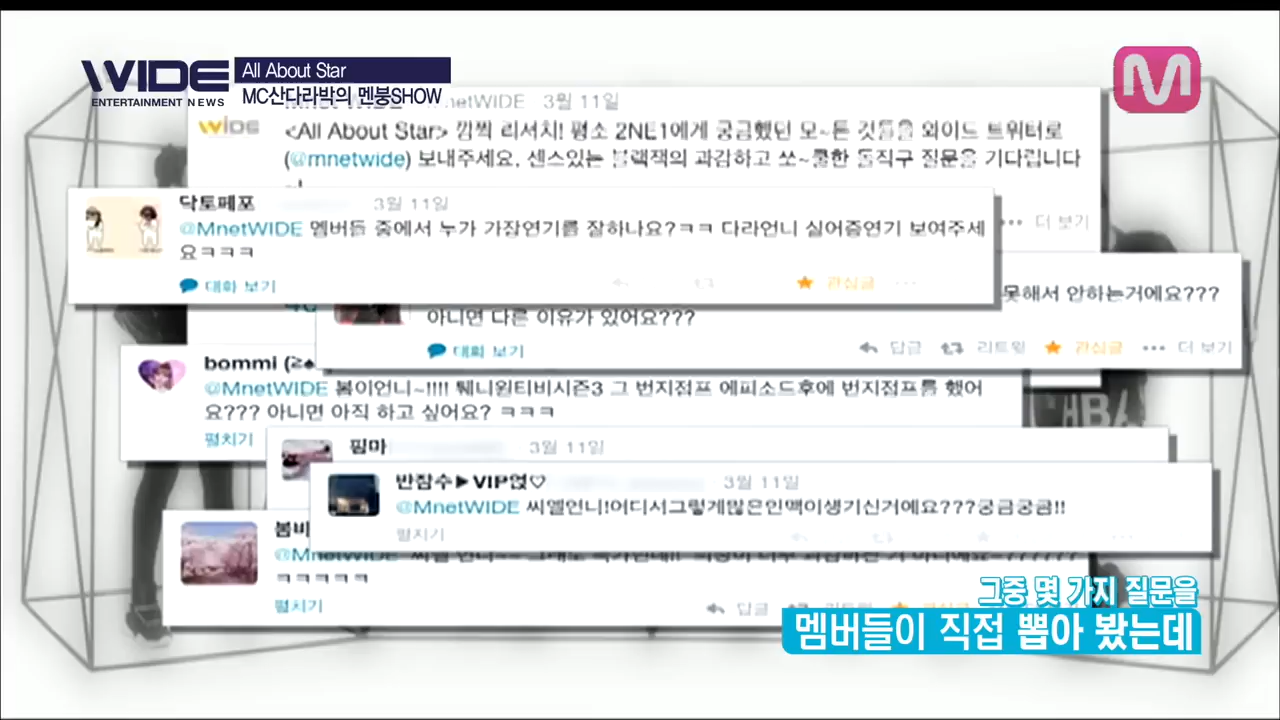 WIDE
ENTERTAINMENT NEWS
All About Star
MC산다라박의 멘붕SHOW
M
netWIDE 3월 11일
WIDE
<All About Star> 깜짝 리서치! 평소 2NE1에게 궁금했던 모~든 것들을 와이드 트위터로
(@mnetwide) 보내주세요. 센스있는 블랙잭의 과감하고 쏘~쿨한 돌직구 질문을 기다립니다
더 보기
닥토페포 3월 11일
@MnetWIDE 멤버들 중에서 누가 가장연기를 잘하나요?ㅋㅋ 다라언니 실어증연기 보여주세
요ㅋㅋㅋ
대화 보기
관심글
못해서 안하는거에요???
아니면 다른 이유가 있어요???
대화 보기
답글 리트윗 관심글 더 보기
bommi
@MnetWIDE 봄이언니~!!!! 튀니원티비시즌3 그 번지점프 에피소드후에 번지점프를 했어
요??? 아니면 아직 하고 싶어요? ㅋㅋㅋ
펼치기
핌마 3월 11일
반잠수▶VIP얹♡ 3월 11일
@MnetWIDE 씨엘언니!어디서그렇게많은인맥이생기신거에요???궁금궁금!!
펼치기
봄비
@MnetWIDE
ㅋㅋㅋㅋㅋ
펼치기
답글
그중 몇 가지 질문을
멤버들이 직접 뽑아 봤는데